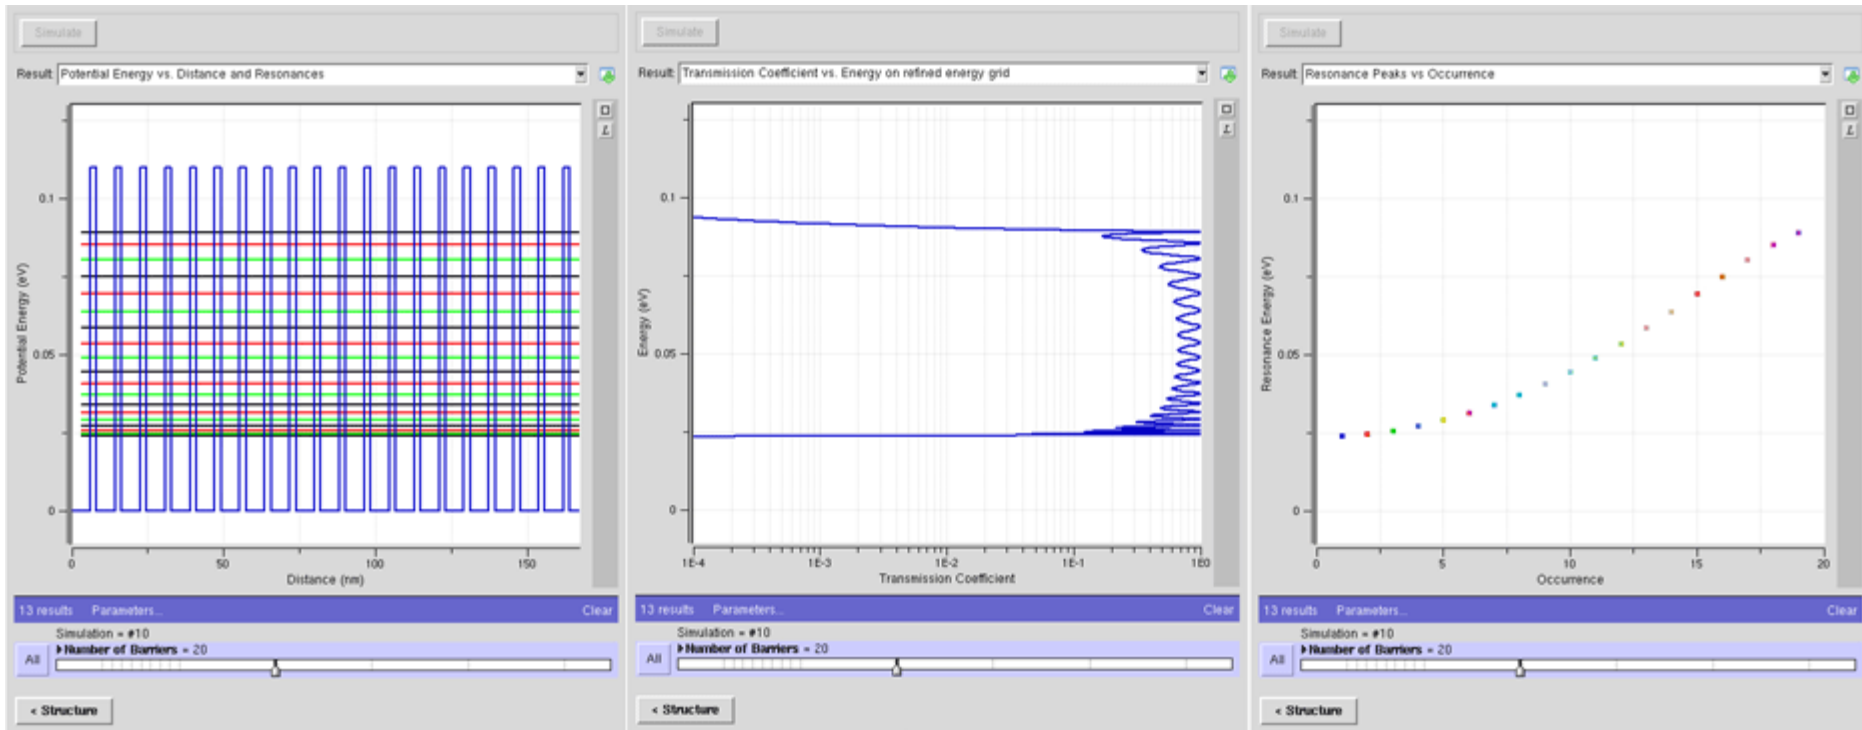 Simulate
Result: Potential Energy vs. Distance and Resonances
L
Potential Energy (eV)
0.1
0.05
0
0 50 100 150
Distance (nm)
13 results Parameters... Clear
Simulation = #10
All
Number of Barriers = 20
< Structure
Simulate
Result: Transmission Coefficient vs. Energy on refined energy grid
L
Energy (eV)
0.1
0.05
0
1E-4 1E-3 1E-2 1E-1 1E0
Transmission Coefficient
13 results Parameters... Clear
Simulation = #10
All
Number of Barriers = 20
< Structure
Simulate
Result: Resonance Peaks vs Occurrence
L
Resonance Energy (eV)
0.1
0.05
0
0 5 10 15 20
Occurrence
13 results Parameters... Clear
Simulation = #10
All
Number of Barriers = 20
< Structure